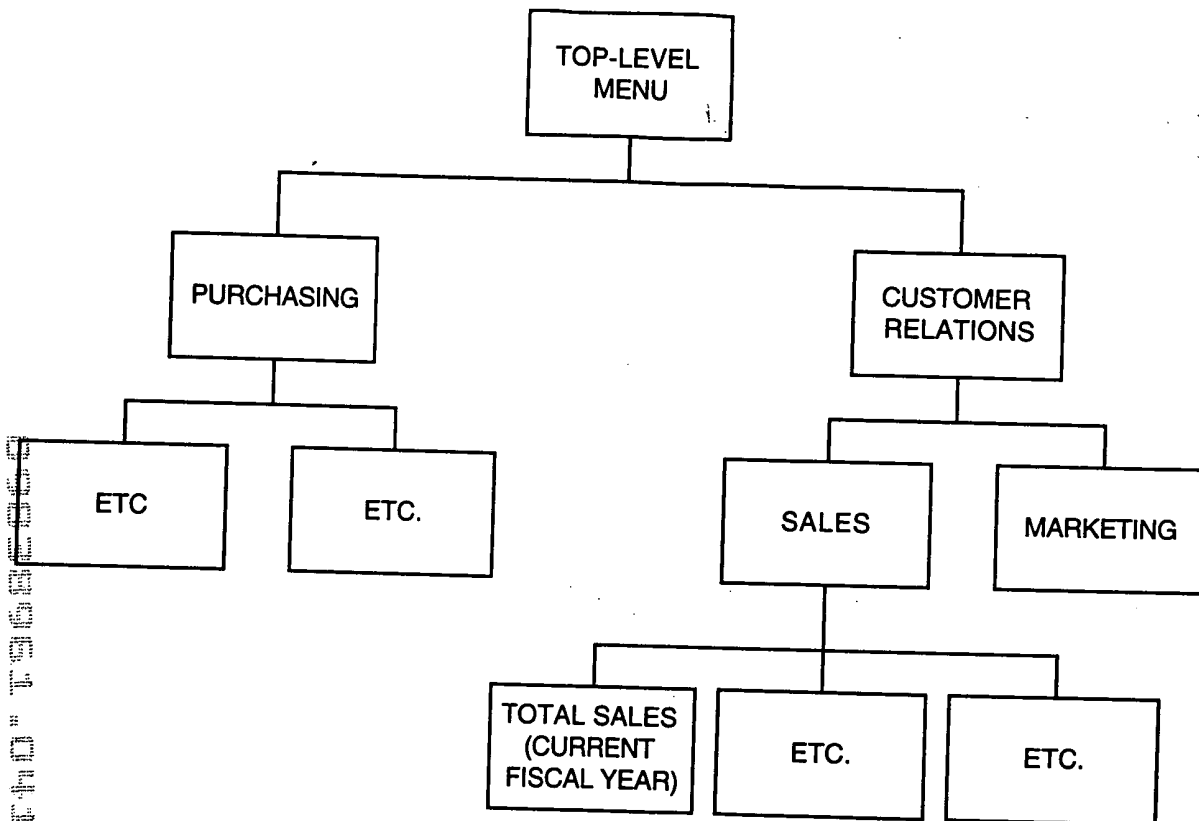 TOP-LEVEL
MENU
PURCHASING
CUSTOMER
RELATIONS
ETC
ETC.
SALES
MARKETING
TOTAL SALES
(CURRENT
FISCAL YEAR)
ETC.
ETC.